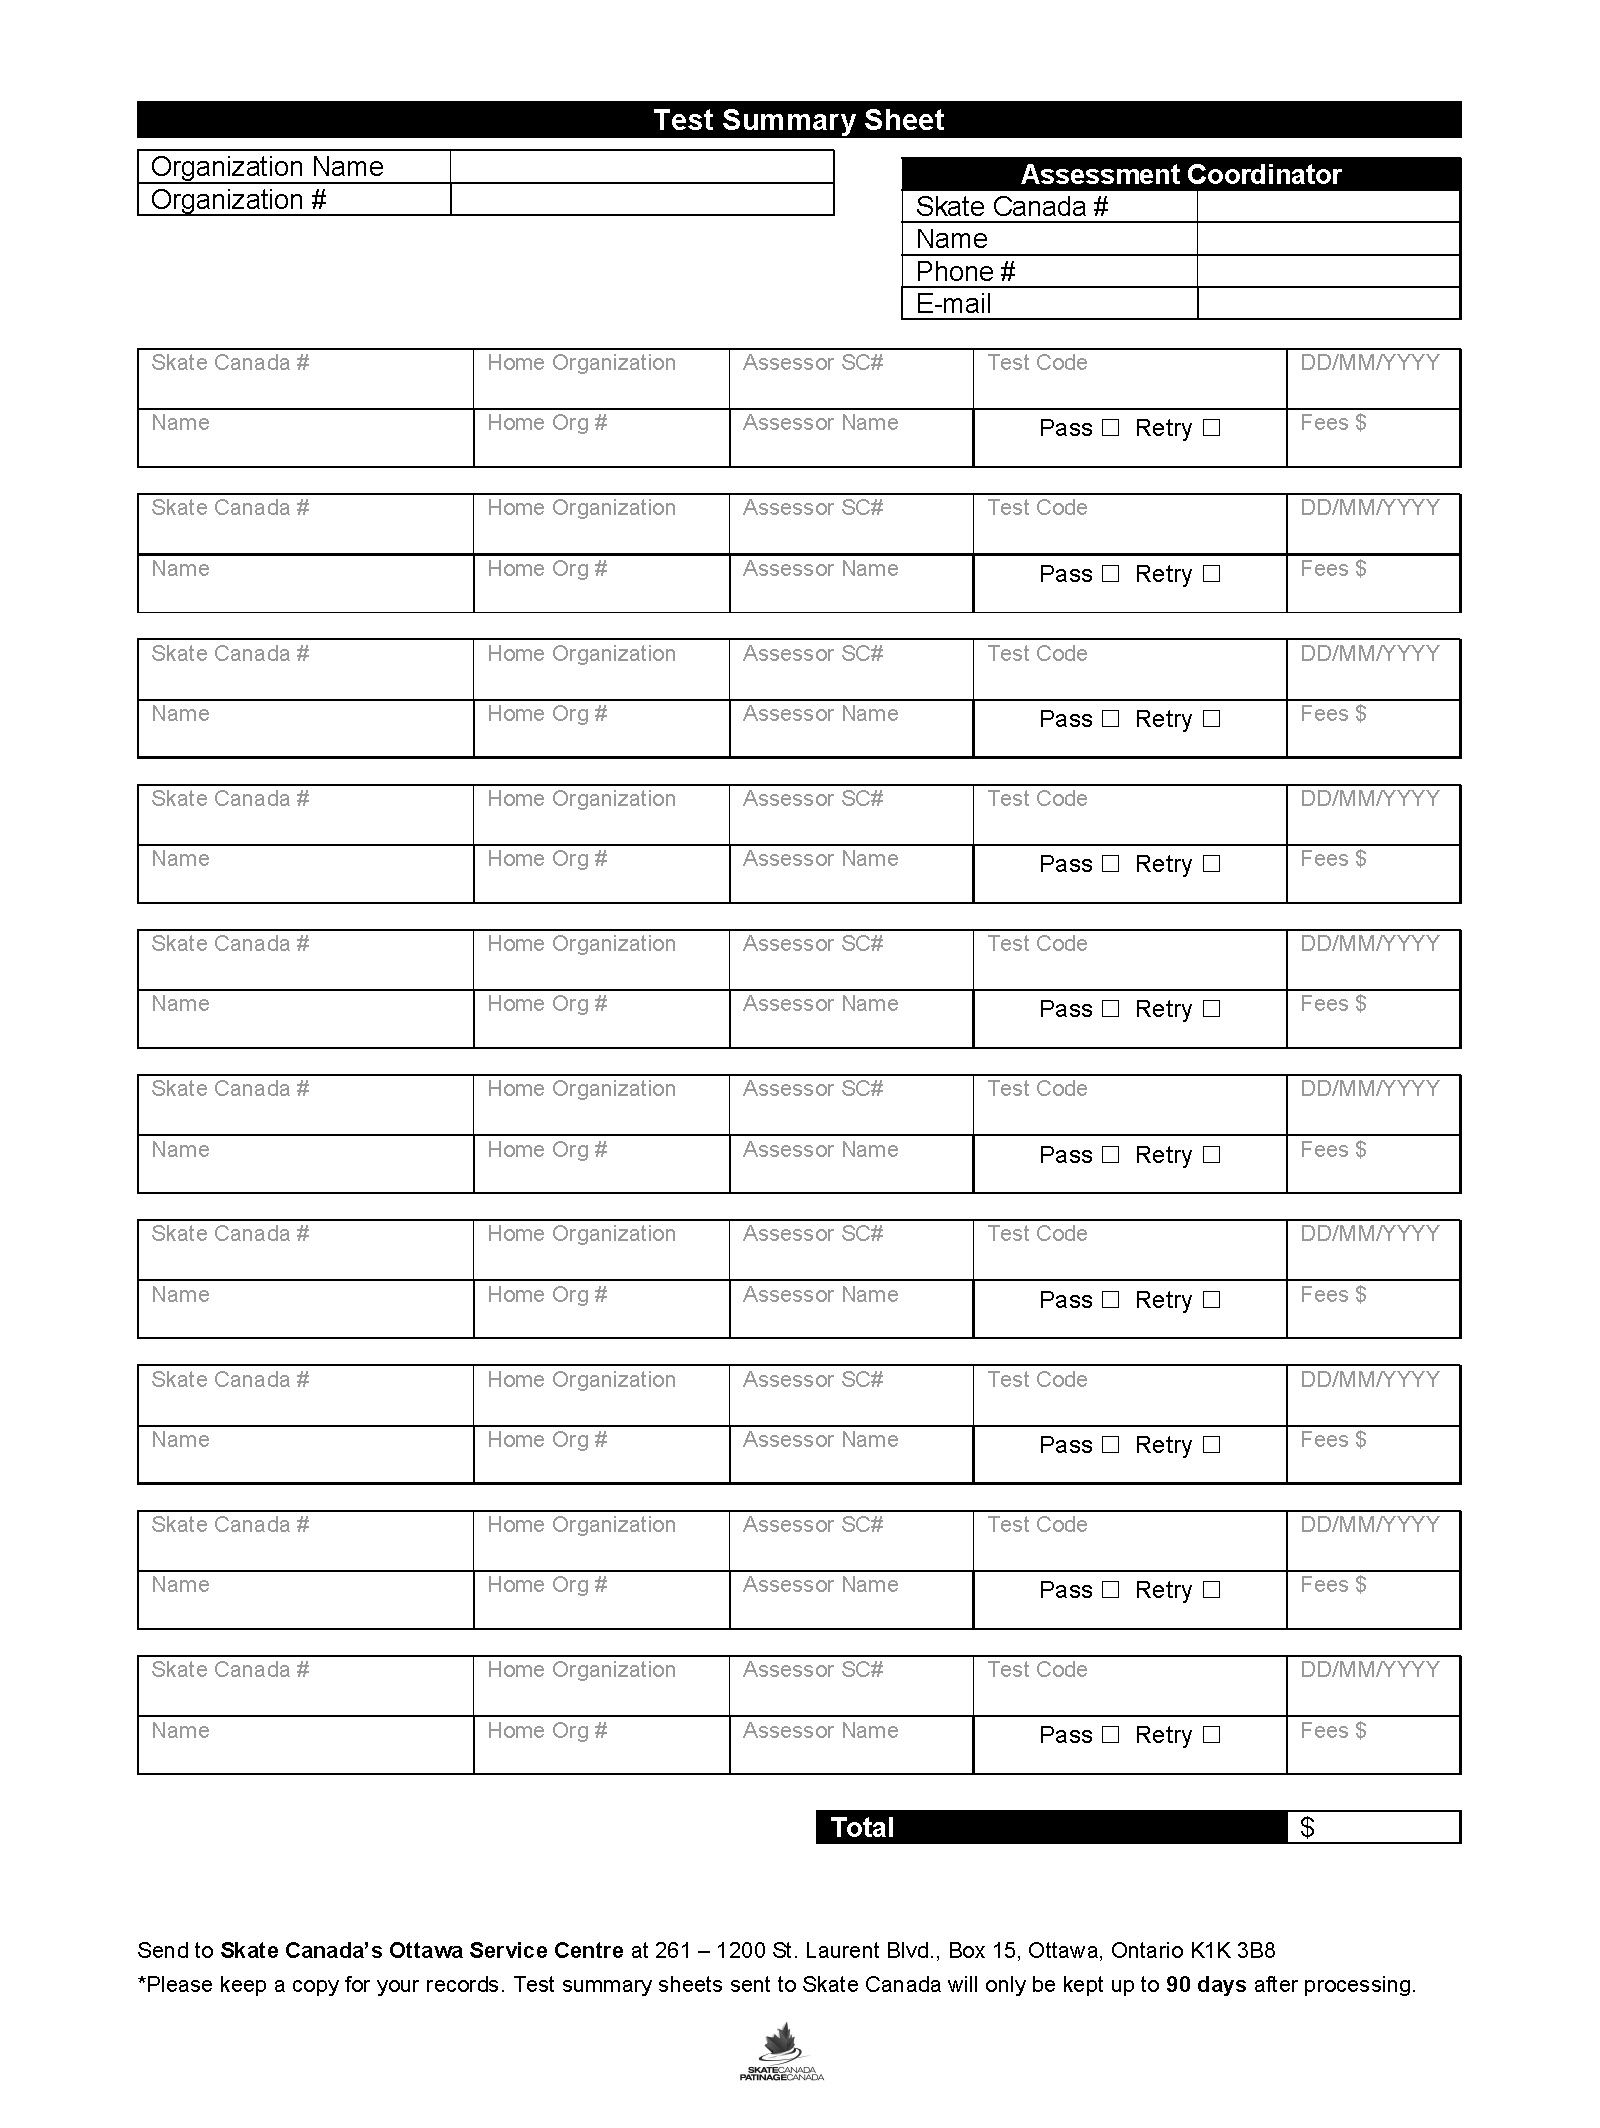 Test Summary Sheet
Organization Name
Organization #
Assessment Coordinator
Skate Canada #
Name
Phone #
E-mail
Skate Canada # Home Organization Assessor SC# Test Code DD/MM/YYYY
Name Home Org # Assessor Name Pass ☐ Retry ☐ Fees $
Skate Canada # Home Organization Assessor SC# Test Code DD/MM/YYYY
Name Home Org # Assessor Name Pass ☐ Retry ☐ Fees $
Skate Canada # Home Organization Assessor SC# Test Code DD/MM/YYYY
Name Home Org # Assessor Name Pass ☐ Retry ☐ Fees $
Skate Canada # Home Organization Assessor SC# Test Code DD/MM/YYYY
Name Home Org # Assessor Name Pass ☐ Retry ☐ Fees $
Skate Canada # Home Organization Assessor SC# Test Code DD/MM/YYYY
Name Home Org # Assessor Name Pass ☐ Retry ☐ Fees $
Skate Canada # Home Organization Assessor SC# Test Code DD/MM/YYYY
Name Home Org # Assessor Name Pass ☐ Retry ☐ Fees $
Skate Canada # Home Organization Assessor SC# Test Code DD/MM/YYYY
Name Home Org # Assessor Name Pass ☐ Retry ☐ Fees $
Skate Canada # Home Organization Assessor SC# Test Code DD/MM/YYYY
Name Home Org # Assessor Name Pass ☐ Retry ☐ Fees $
Skate Canada # Home Organization Assessor SC# Test Code DD/MM/YYYY
Name Home Org # Assessor Name Pass ☐ Retry ☐ Fees $
Skate Canada # Home Organization Assessor SC# Test Code DD/MM/YYYY
Name Home Org # Assessor Name Pass ☐ Retry ☐ Fees $
Total $
Send to Skate Canada’s Ottawa Service Centre at 261 – 1200 St. Laurent Blvd., Box 15, Ottawa, Ontario K1K 3B8
*Please keep a copy for your records. Test summary sheets sent to Skate Canada will only be kept up to 90 days after processing.
SKATECANADA
PATINAGECANADA